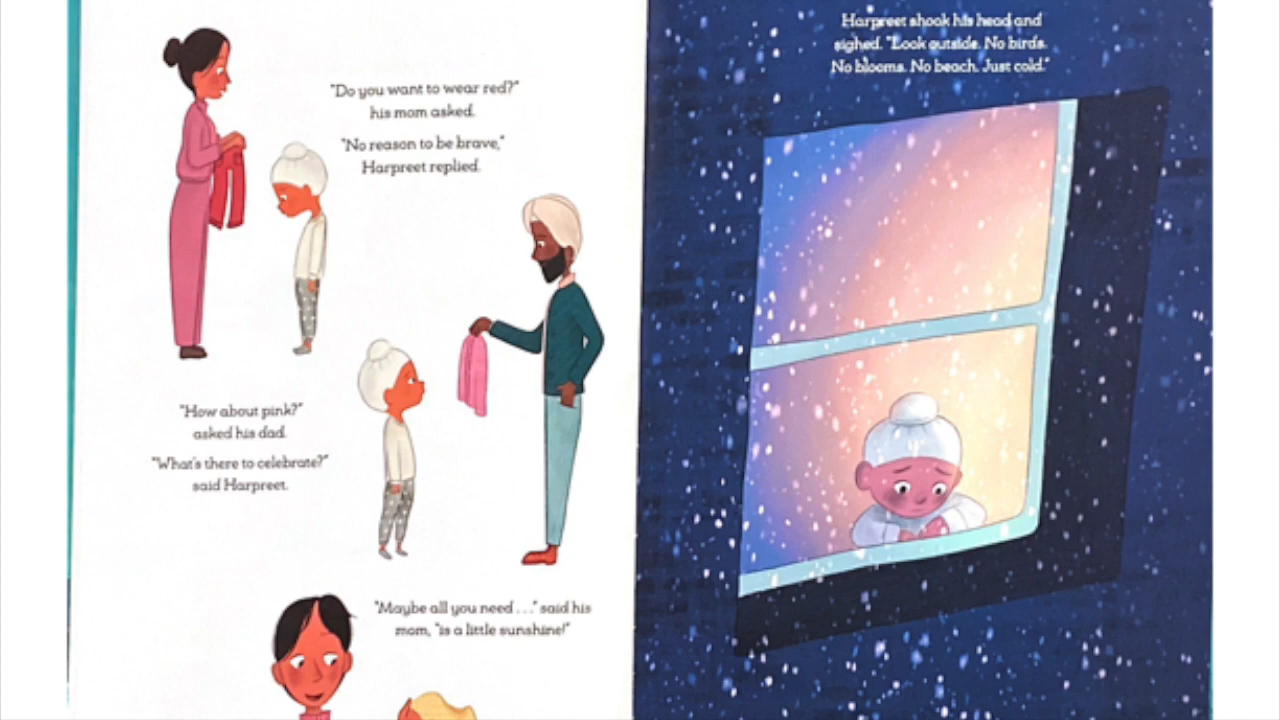 "Do you want to wear red?"
his mom asked.
"No reason to be brave,"
Harpreet replied.
"How about pink?"
asked his dad.
"What's there to celebrate?"
said Harpreet.
"Maybe all you need . . ." said his
mom, "is a little sunshine!"
Harpreet shook his head and
sighed. "Look outside. No birds.
No blooms. No beach. Just cold."